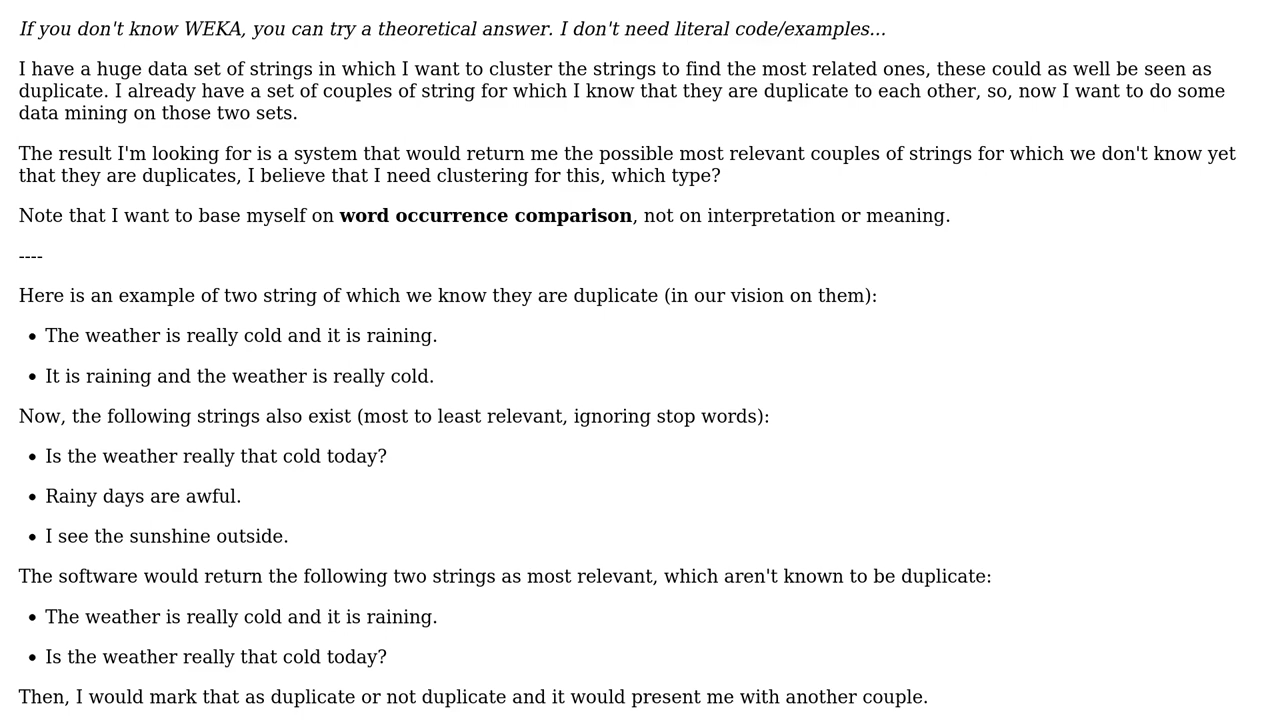 If you don't know WEKA, you can try a theoretical answer. I don't need literal code/examples...
I have a huge data set of strings in which I want to cluster the strings to find the most related ones, these could as well be seen as
duplicate. I already have a set of couples of string for which I know that they are duplicate to each other, so, now I want to do some
data mining on those two sets.
The result I'm looking for is a system that would return me the possible most relevant couples of strings for which we don't know yet
that they are duplicates, I believe that I need clustering for this, which type?
Note that I want to base myself on word occurrence comparison, not on interpretation or meaning.
----
Here is an example of two string of which we know they are duplicate (in our vision on them):
• The weather is really cold and it is raining.
• It is raining and the weather is really cold.
Now, the following strings also exist (most to least relevant, ignoring stop words):
• Is the weather really that cold today?
• Rainy days are awful.
• I see the sunshine outside.
The software would return the following two strings as most relevant, which aren't known to be duplicate:
• The weather is really cold and it is raining.
• Is the weather really that cold today?
Then, I would mark that as duplicate or not duplicate and it would present me with another couple.